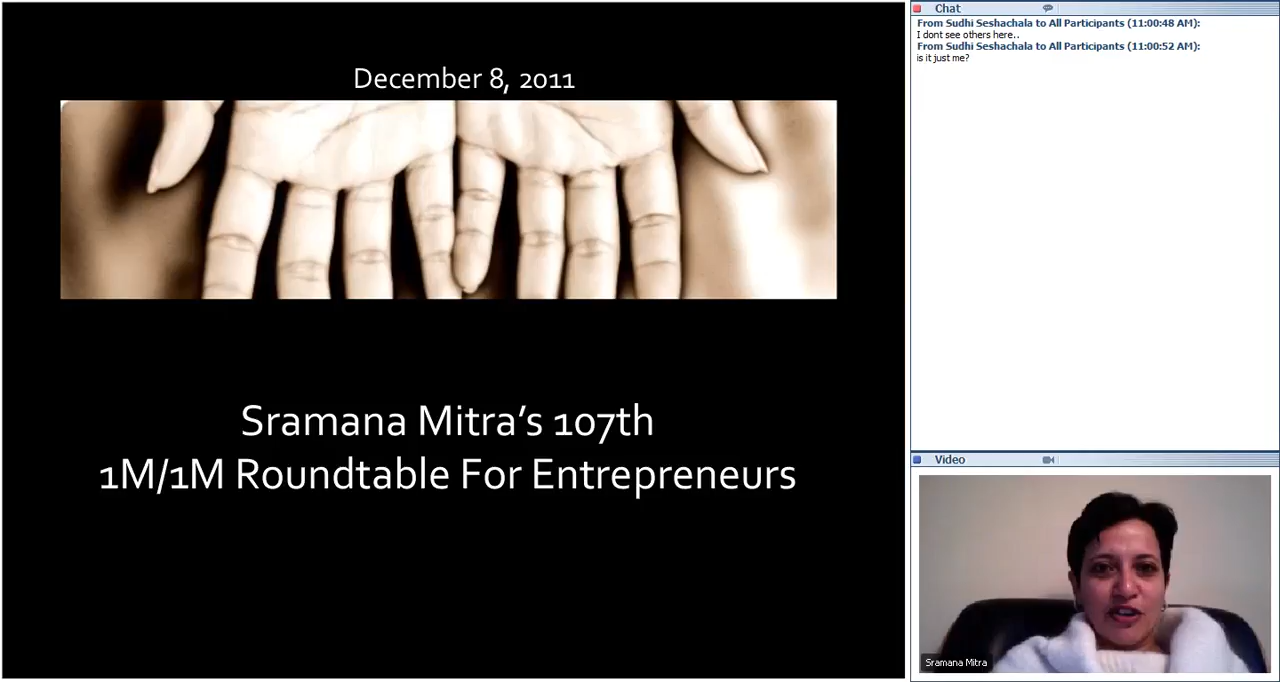 December 8, 2011
Sramana Mitra's 107th
1M/1M Roundtable For Entrepreneurs
Chat
From Sudhi Seshachala to All Participants (11:00:48 AM):
I dont see others here..
From Sudhi Seshachala to All Participants (11:00:52 AM):
is it just me?
Video
Sramana Mitra